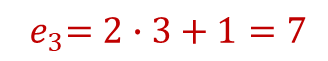 e₃= 2 · 3 + 1 = 7